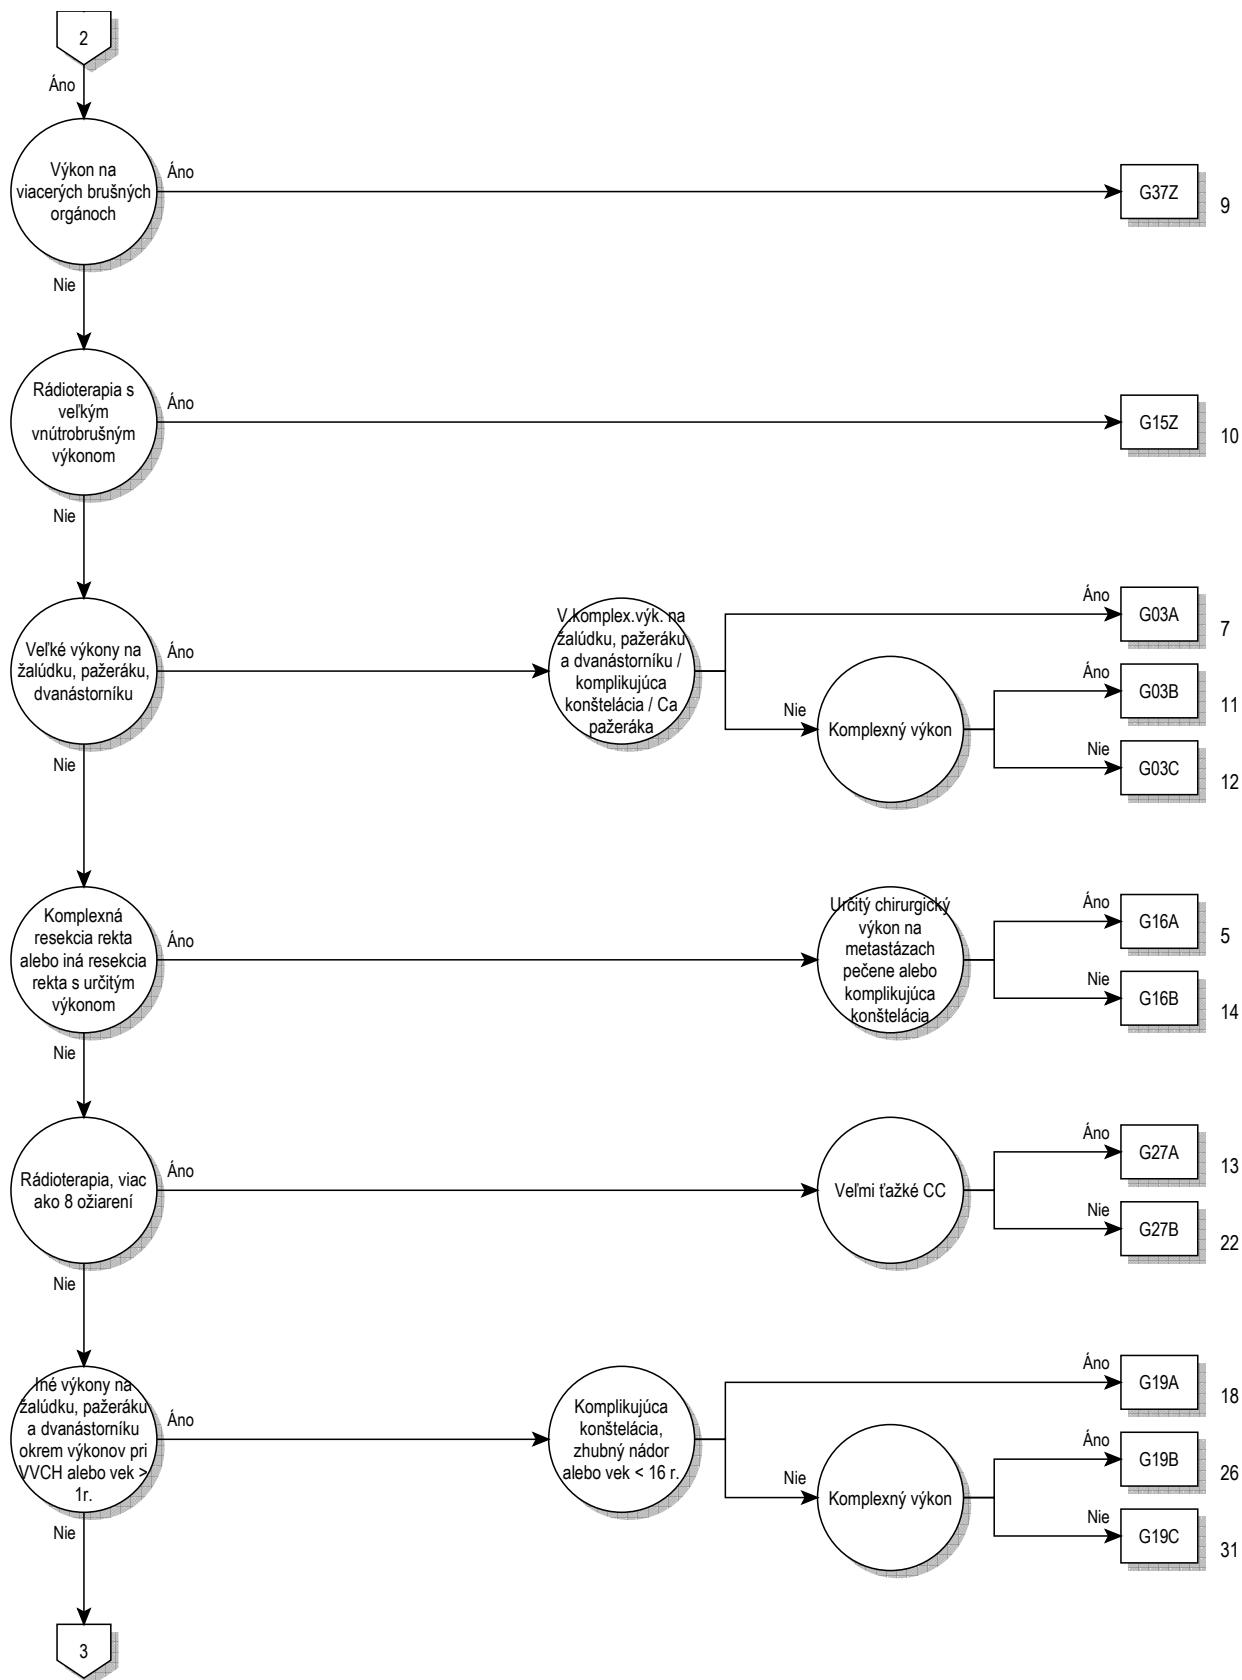 2
Áno
Výkon na
viacerých brušných
orgánoch
Áno
G37Z
9
Nie
Rádioterapia s
veľkým
vnútrobrušným
výkonom
Áno
G15Z
10
Nie
Veľké výkony na
žalúdku, pažeráku,
dvanástorníku
Áno
V.komplex.výk. na
žalúdku, pažeráku
a dvanástorníku /
komplikujúca
konštelácia / Ca
pažeráka
Áno
G03A
7
Nie
Komplexný výkon
Áno
G03B
11
Nie
G03C
12
Nie
Komplexná
resekcia rekta
alebo iná resekcia
rekta s určitým
výkonom
Áno
Určitý chirurgický
výkon na
metastázach
pečene alebo
komplikujúca
konštelácia
Áno
G16A
5
Nie
G16B
14
Nie
Rádioterapia, viac
ako 8 ožiarení
Áno
Veľmi ťažké CC
Áno
G27A
13
Nie
G27B
22
Nie
Iné výkony na
žalúdku, pažeráku
a dvanástorníku
okrem výkonov pri
VVCH alebo vek >
1r.
Áno
Komplikujúca
konštelácia,
zhubný nádor
alebo vek < 16 r.
Áno
G19A
18
Nie
Komplexný výkon
Áno
G19B
26
Nie
G19C
31
Nie
3